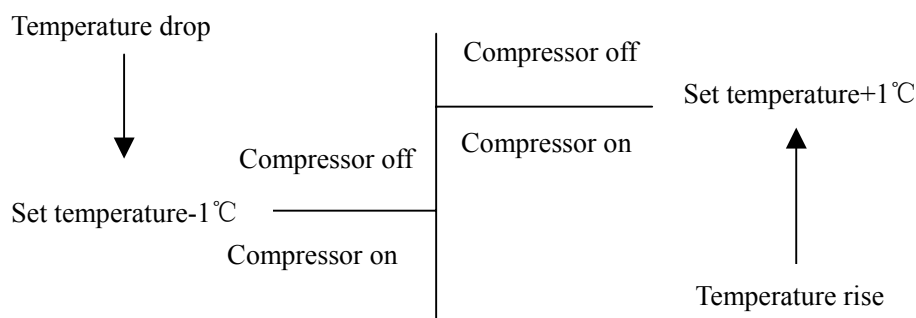 Temperature drop
Compressor off
Set temperature+1℃
Compressor on
Compressor off
Set temperature-1℃
Compressor on
Temperature rise